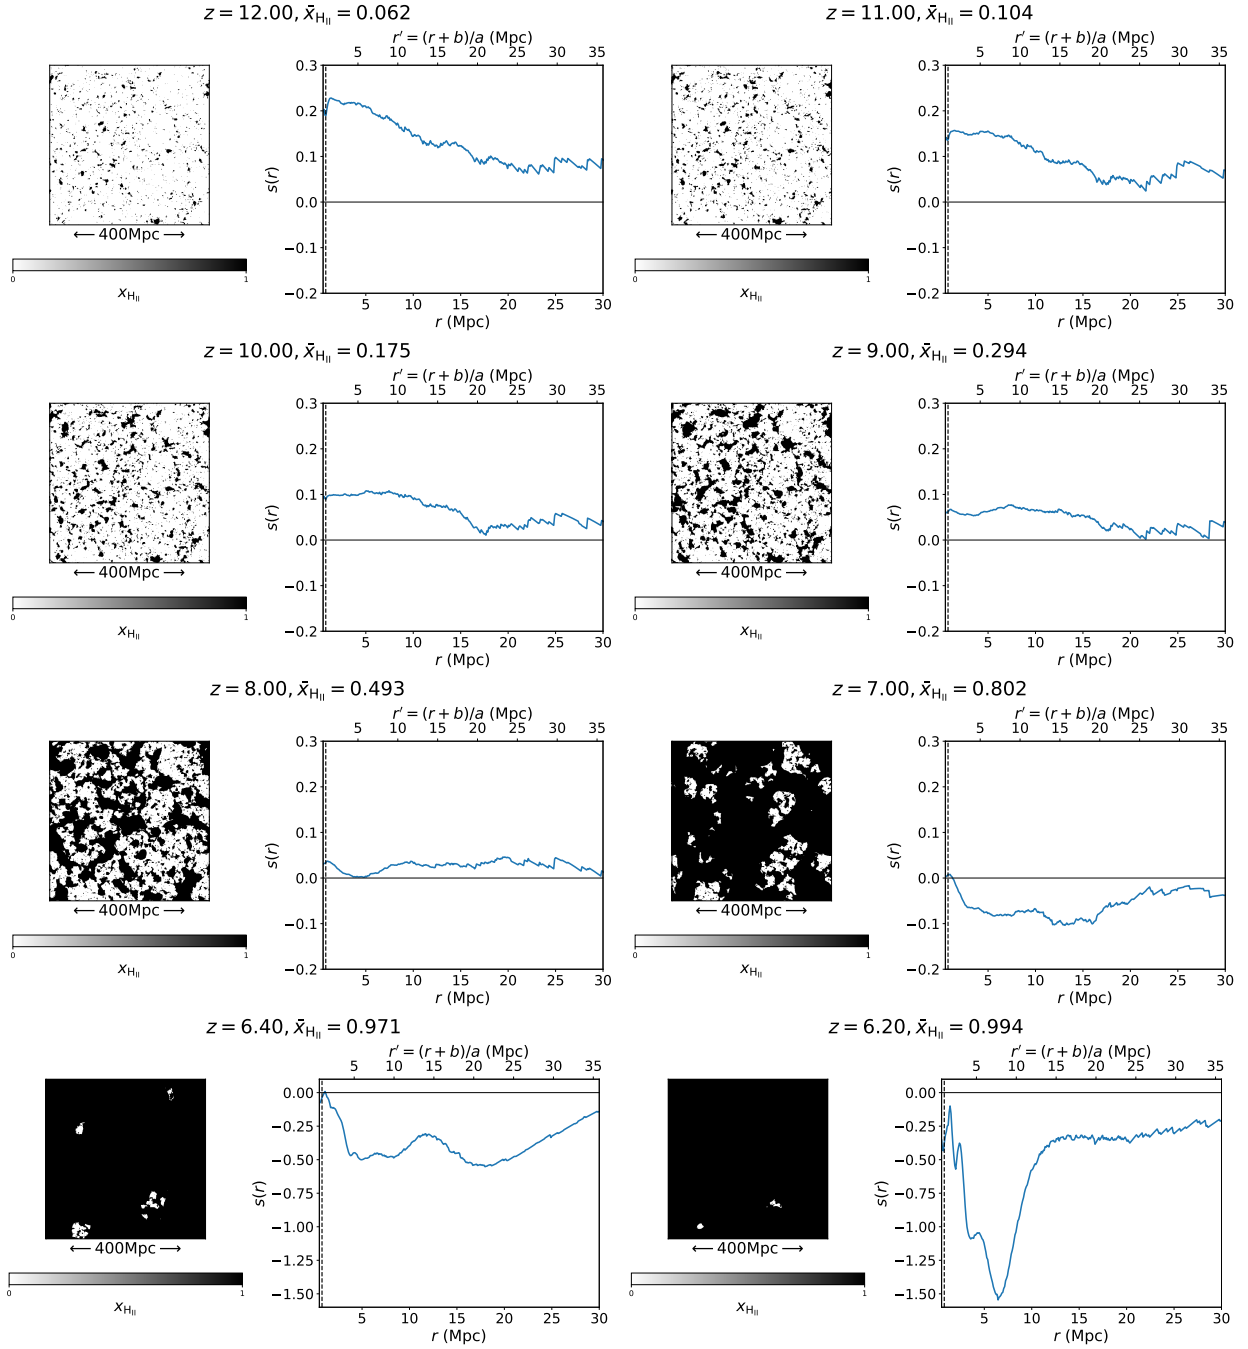 z = 12.00, x̄_HII = 0.062
← 400Mpc →
0 1
x_HII
r′ = (r + b)/a (Mpc)
5 10 15 20 25 30 35
0.3
0.2
0.1
0.0
−0.1
−0.2
s(r)
5 10 15 20 25 30
r (Mpc)
z = 11.00, x̄_HII = 0.104
← 400Mpc →
0 1
x_HII
r′ = (r + b)/a (Mpc)
5 10 15 20 25 30 35
0.3
0.2
0.1
0.0
−0.1
−0.2
s(r)
5 10 15 20 25 30
r (Mpc)
z = 10.00, x̄_HII = 0.175
← 400Mpc →
0 1
x_HII
r′ = (r + b)/a (Mpc)
5 10 15 20 25 30 35
0.3
0.2
0.1
0.0
−0.1
−0.2
s(r)
5 10 15 20 25 30
r (Mpc)
z = 9.00, x̄_HII = 0.294
← 400Mpc →
0 1
x_HII
r′ = (r + b)/a (Mpc)
5 10 15 20 25 30 35
0.3
0.2
0.1
0.0
−0.1
−0.2
s(r)
5 10 15 20 25 30
r (Mpc)
z = 8.00, x̄_HII = 0.493
← 400Mpc →
0 1
x_HII
r′ = (r + b)/a (Mpc)
5 10 15 20 25 30 35
0.3
0.2
0.1
0.0
−0.1
−0.2
s(r)
5 10 15 20 25 30
r (Mpc)
z = 7.00, x̄_HII = 0.802
← 400Mpc →
0 1
x_HII
r′ = (r + b)/a (Mpc)
5 10 15 20 25 30 35
0.3
0.2
0.1
0.0
−0.1
−0.2
s(r)
5 10 15 20 25 30
r (Mpc)
z = 6.40, x̄_HII = 0.971
← 400Mpc →
0 1
x_HII
r′ = (r + b)/a (Mpc)
5 10 15 20 25 30 35
0.00
−0.25
−0.50
−0.75
−1.00
−1.25
−1.50
s(r)
5 10 15 20 25 30
r (Mpc)
z = 6.20, x̄_HII = 0.994
← 400Mpc →
0 1
x_HII
r′ = (r + b)/a (Mpc)
5 10 15 20 25 30 35
0.00
−0.25
−0.50
−0.75
−1.00
−1.25
−1.50
s(r)
5 10 15 20 25 30
r (Mpc)